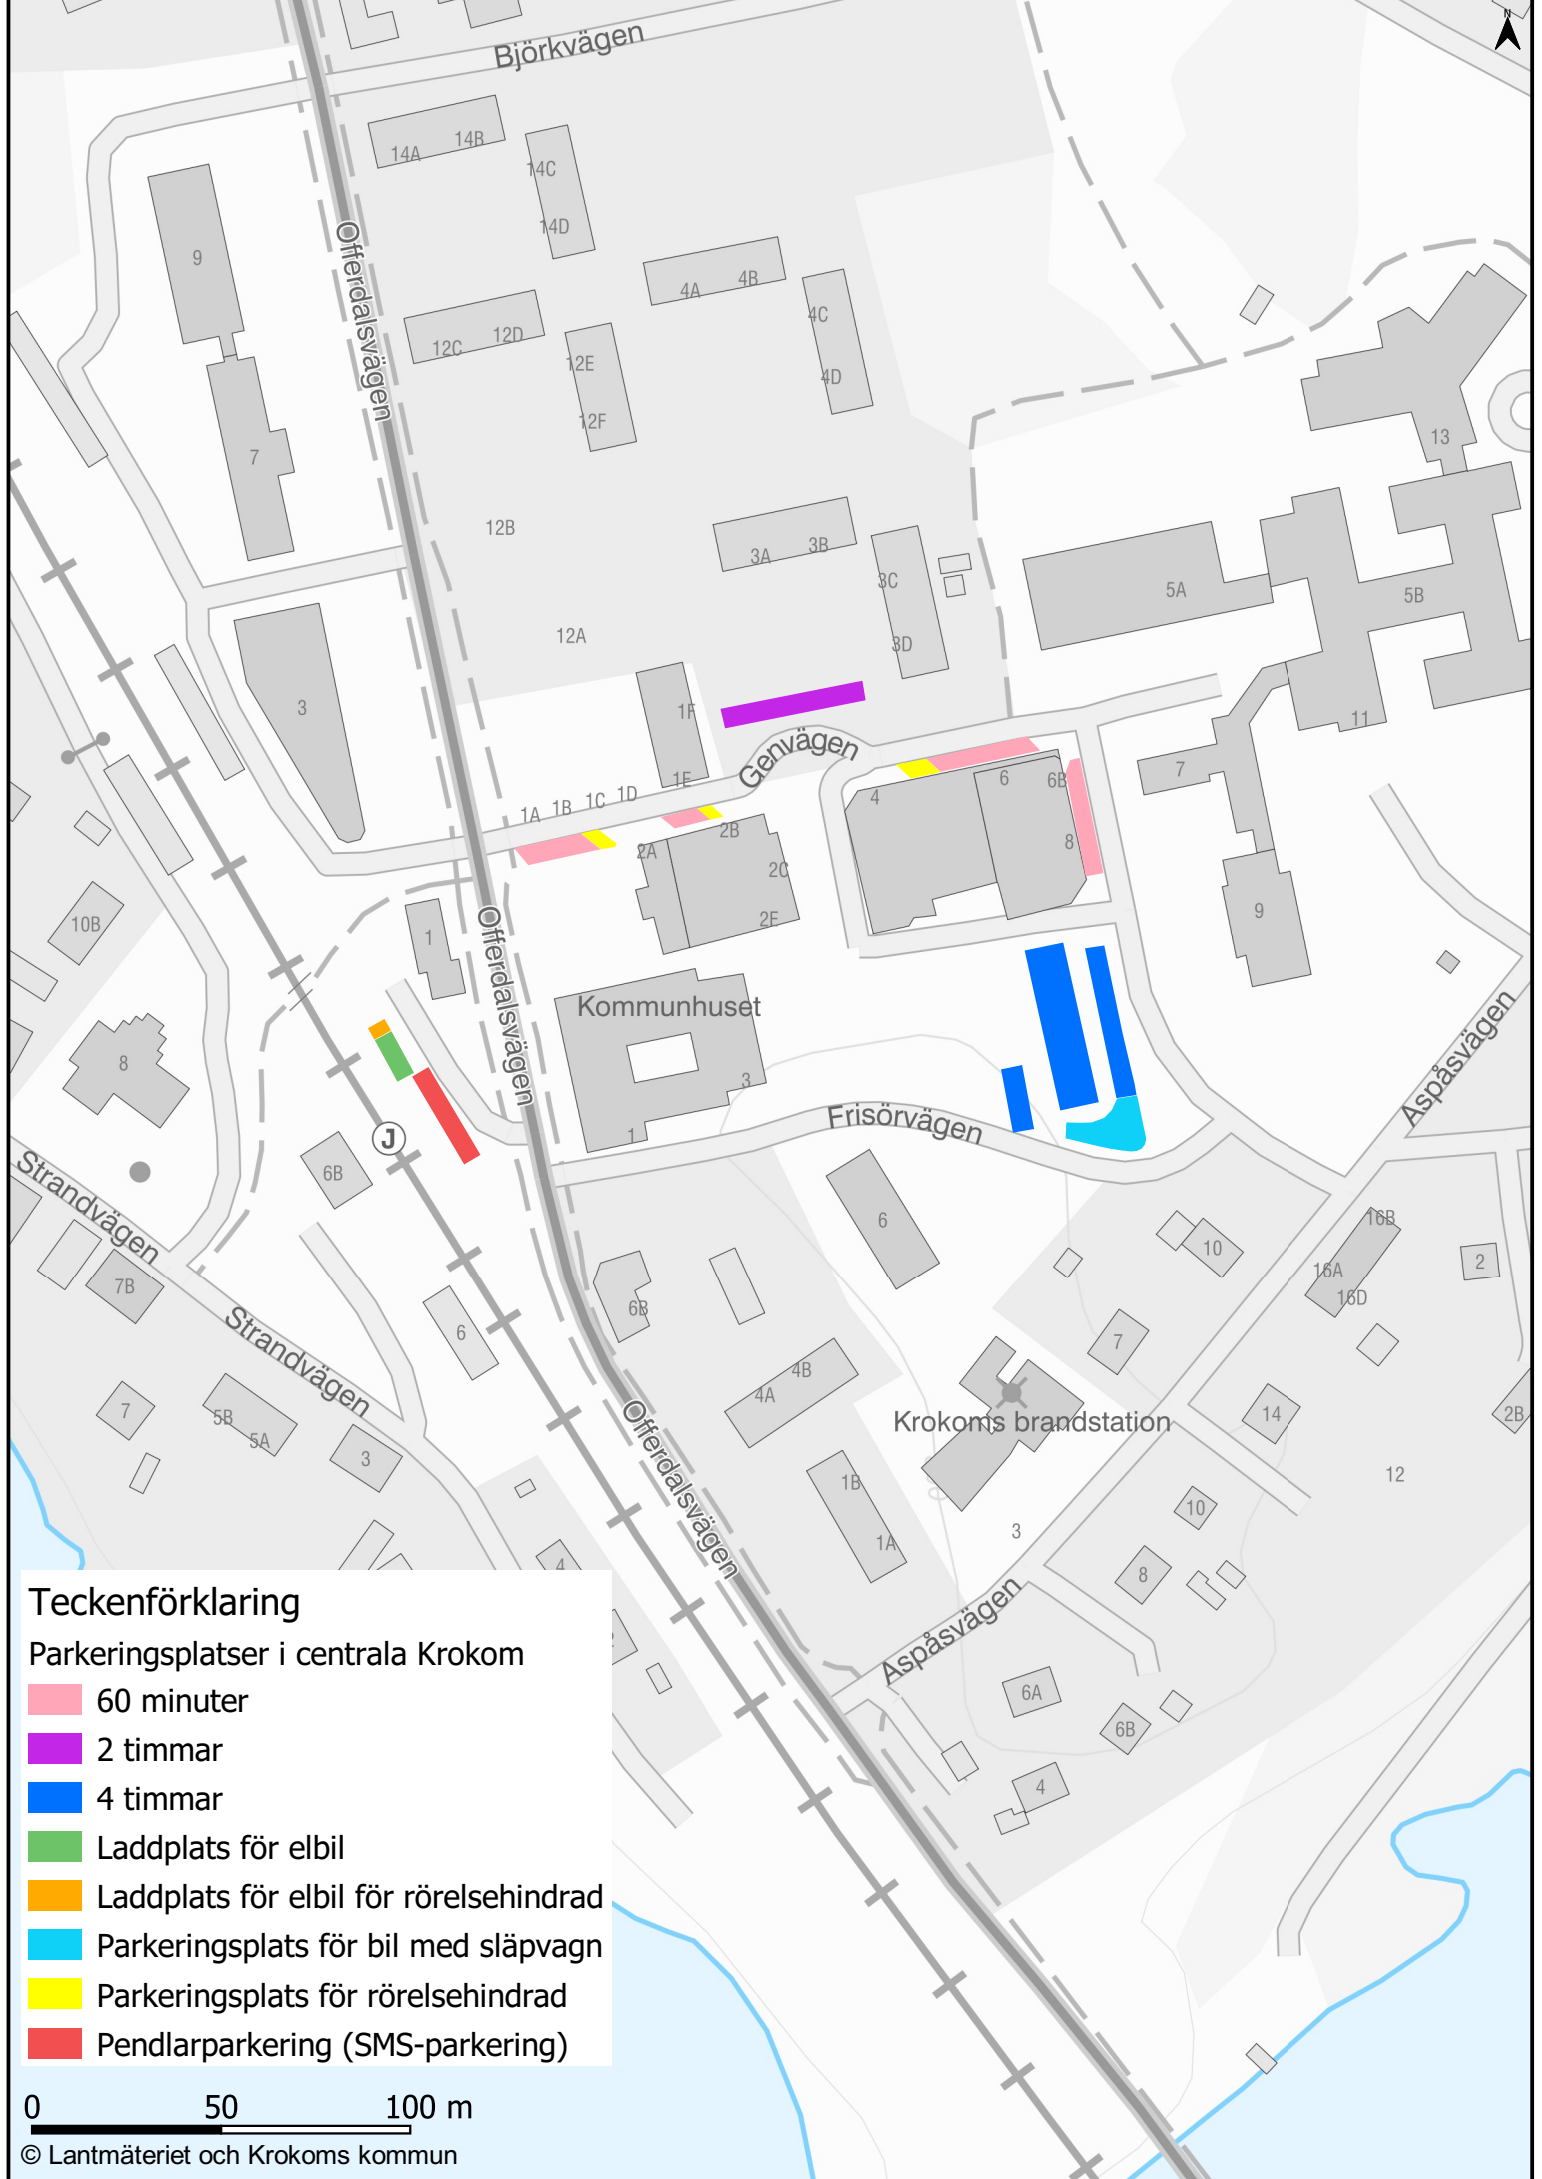 N
Björkvägen
14A
14B
14C
14D
Offerdalsvägen
9
4A
4B
4C
4D
12C
12D
12E
12F
7
13
12B
3A
3B
3C
3D
5A
5B
12A
3
1F
1E
11
Genvägen
1A
1B
1C
1D
2A
2B
2C
2E
4
6
6B
8
7
9
10B
1
Offerdalsvägen
Kommunhuset
3
1
8
J
6B
Frisörvägen
Aspåsvägen
Strandvägen
7B
Strandvägen
6
6B
6
10
16B
16A
16D
2
7
4B
4A
7
5B
5A
3
Krokoms brandstation
14
2B
12
Offerdalsvägen
1B
1A
10
3
4
8
Aspåsvägen
6A
6B
4
Teckenförklaring
Parkeringsplatser i centrala Krokom
60 minuter
2 timmar
4 timmar
Laddplats för elbil
Laddplats för elbil för rörelsehindrad
Parkeringsplats för bil med släpvagn
Parkeringsplats för rörelsehindrad
Pendlarparkering (SMS-parkering)
0 50 100 m
© Lantmäteriet och Krokoms kommun